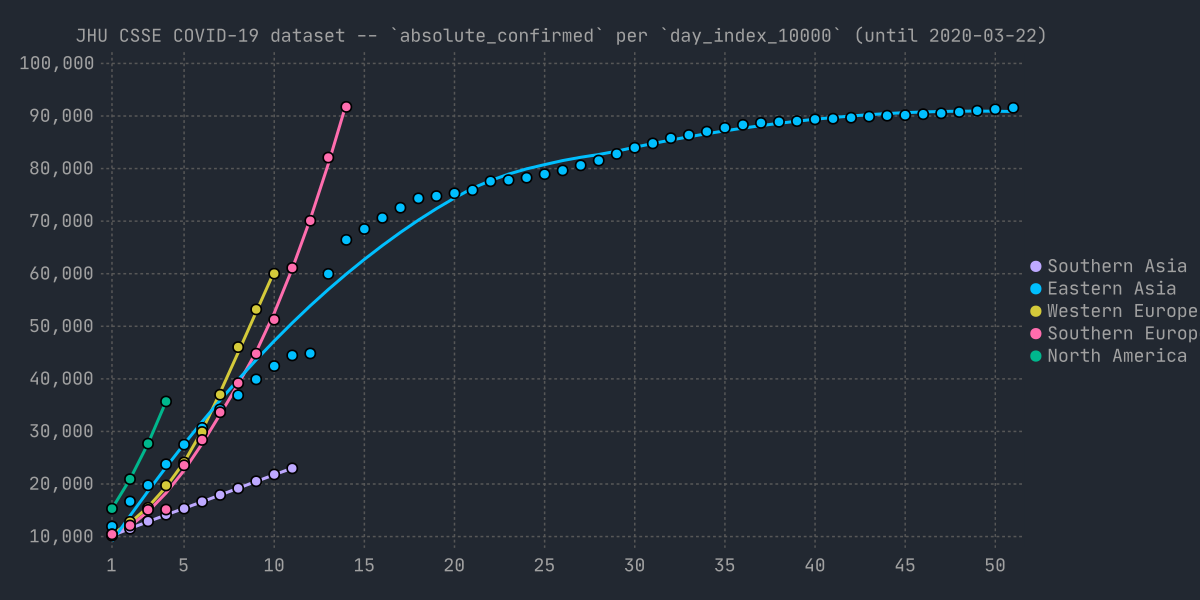 JHU CSSE COVID-19 dataset -- `absolute_confirmed` per `day_index_10000` (until 2020-03-22)
100,000
90,000
80,000
70,000
60,000
50,000
40,000
30,000
20,000
10,000
1 5 10 15 20 25 30 35 40 45 50
Southern Asia
Eastern Asia
Western Europe
Southern Europ
North America